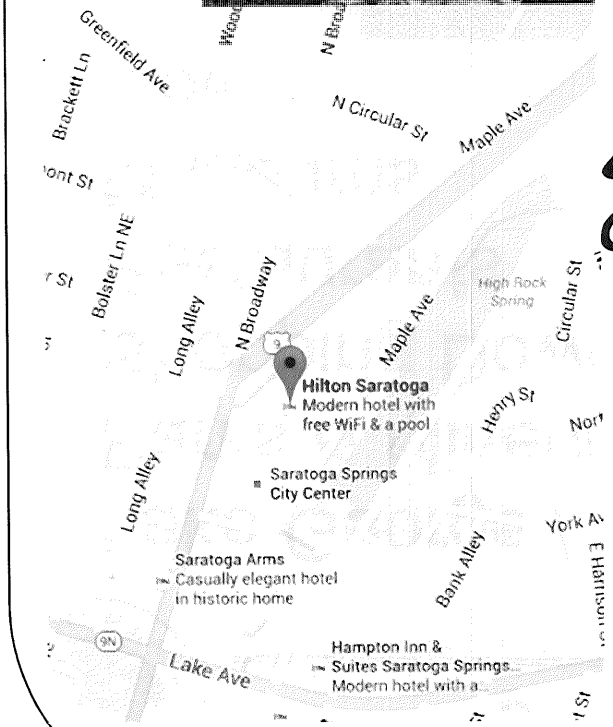 Greenfield Ave
Brackett Ln
N Circular St
Maple Ave
Bolster Ln NE
Long Alley
N Broadway
9
Maple Ave
High Rock
Spring
Circular St
Hilton Saratoga
Modern hotel with
free WiFi & a pool
Henry St
Saratoga Springs
City Center
Long Alley
York
Saratoga Arms
Casually elegant hotel
in historic home
Bank Alley
9N
Lake Ave
Hampton Inn &
Suites Saratoga Springs...
Modern hotel with a...